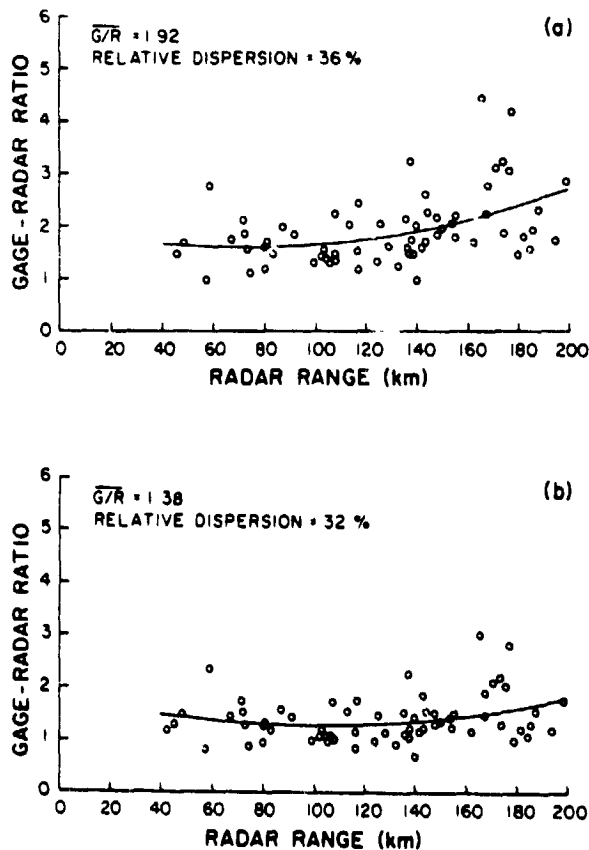 (a)
G/R = 1.92
RELATIVE DISPERSION = 36 %
GAGE-RADAR RATIO
6
5
4
3
2
1
0
0 20 40 60 80 100 120 140 160 180 200
RADAR RANGE (km)
(b)
G/R = 1.38
RELATIVE DISPERSION = 32 %
GAGE-RADAR RATIO
6
5
4
3
2
1
0
0 20 40 60 80 100 120 140 160 180 200
RADAR RANGE (km)